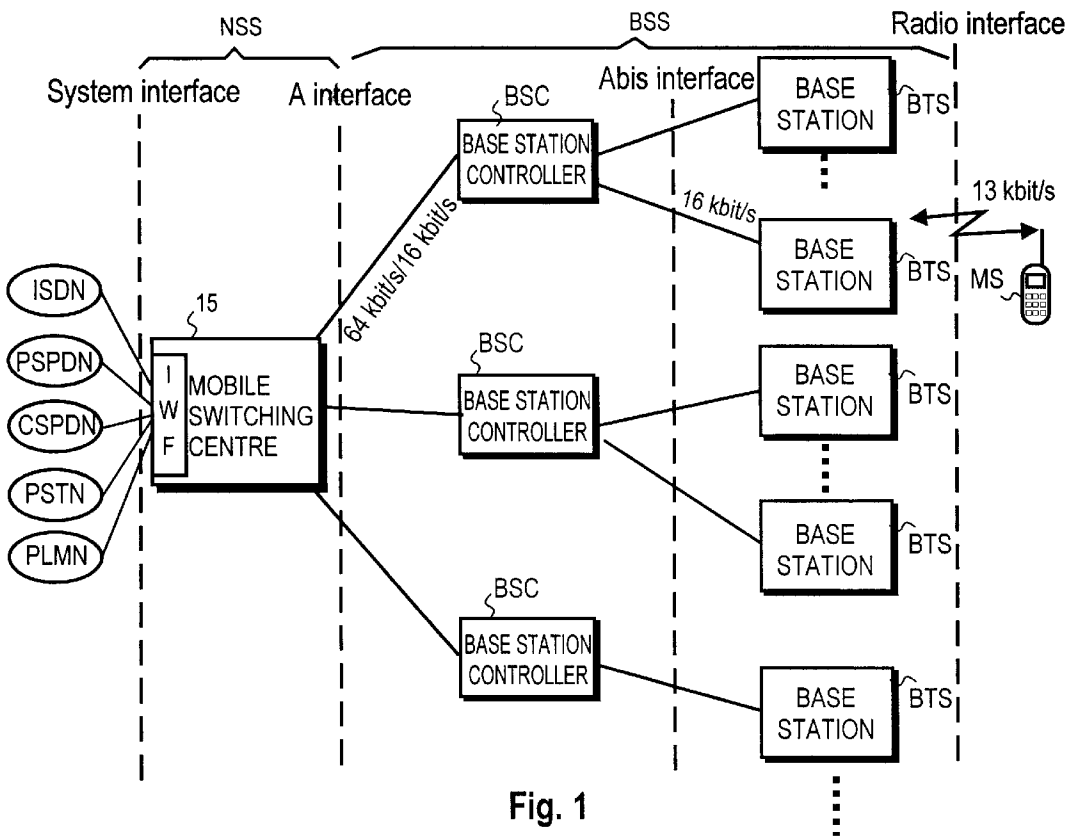 NSS
BSS
Radio interface
System interface
A interface
Abis interface
BSC
BASE STATION
CONTROLLER
BASE
STATION
BTS
64 kbit/s/16 kbit/s
16 kbit/s
BASE
STATION
BTS
13 kbit/s
MS
ISDN
PSPDN
CSPDN
PSTN
PLMN
15
I
W
F
MOBILE
SWITCHING
CENTRE
BSC
BASE STATION
CONTROLLER
BASE
STATION
BTS
BASE
STATION
BTS
BSC
BASE STATION
CONTROLLER
BASE
STATION
BTS
Fig. 1